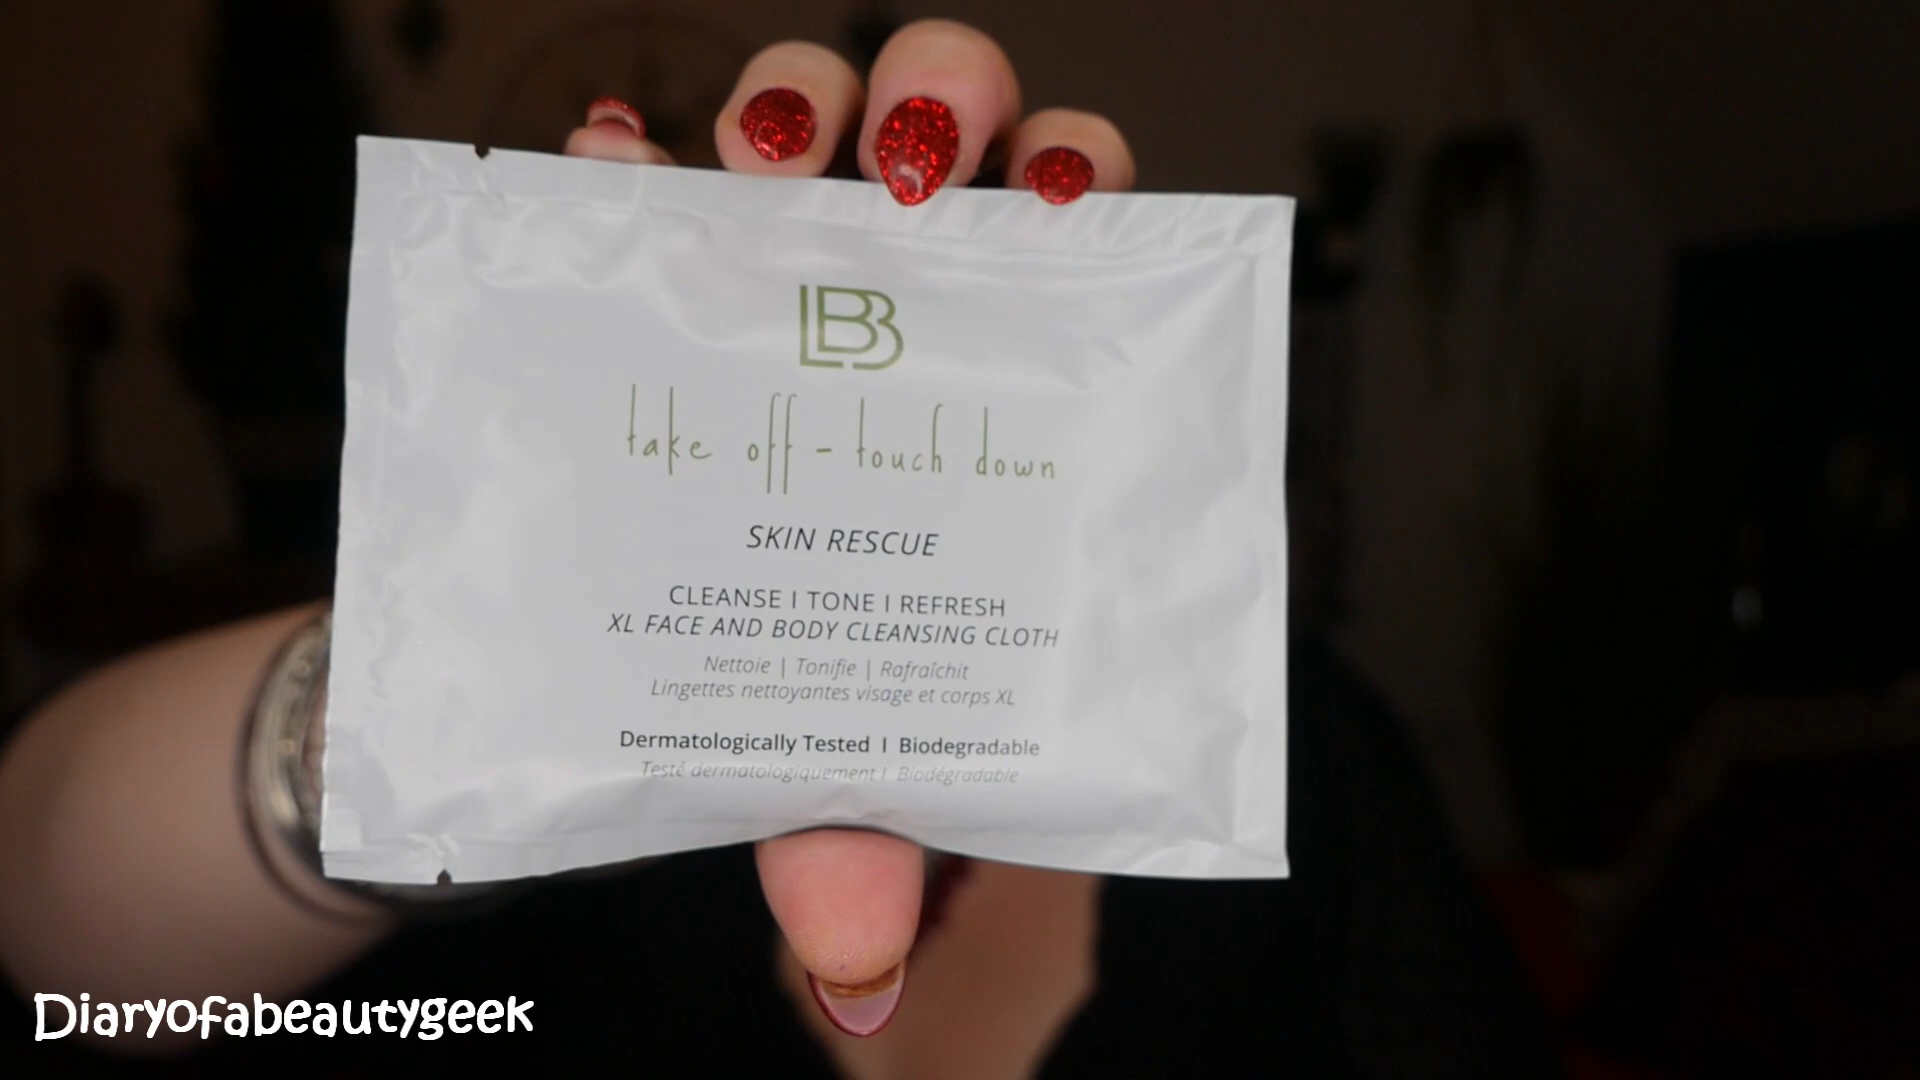 LBB
take off - touch down
SKIN RESCUE
CLEANSE I TONE I REFRESH
XL FACE AND BODY CLEANSING CLOTH
Nettoie | Tonifie | Rafraîchit
Lingettes nettoyantes visage et corps XL
Dermatologically Tested I Biodegradable
Testé dermatologiquement I Biodégradable
Diaryofabeautygeek